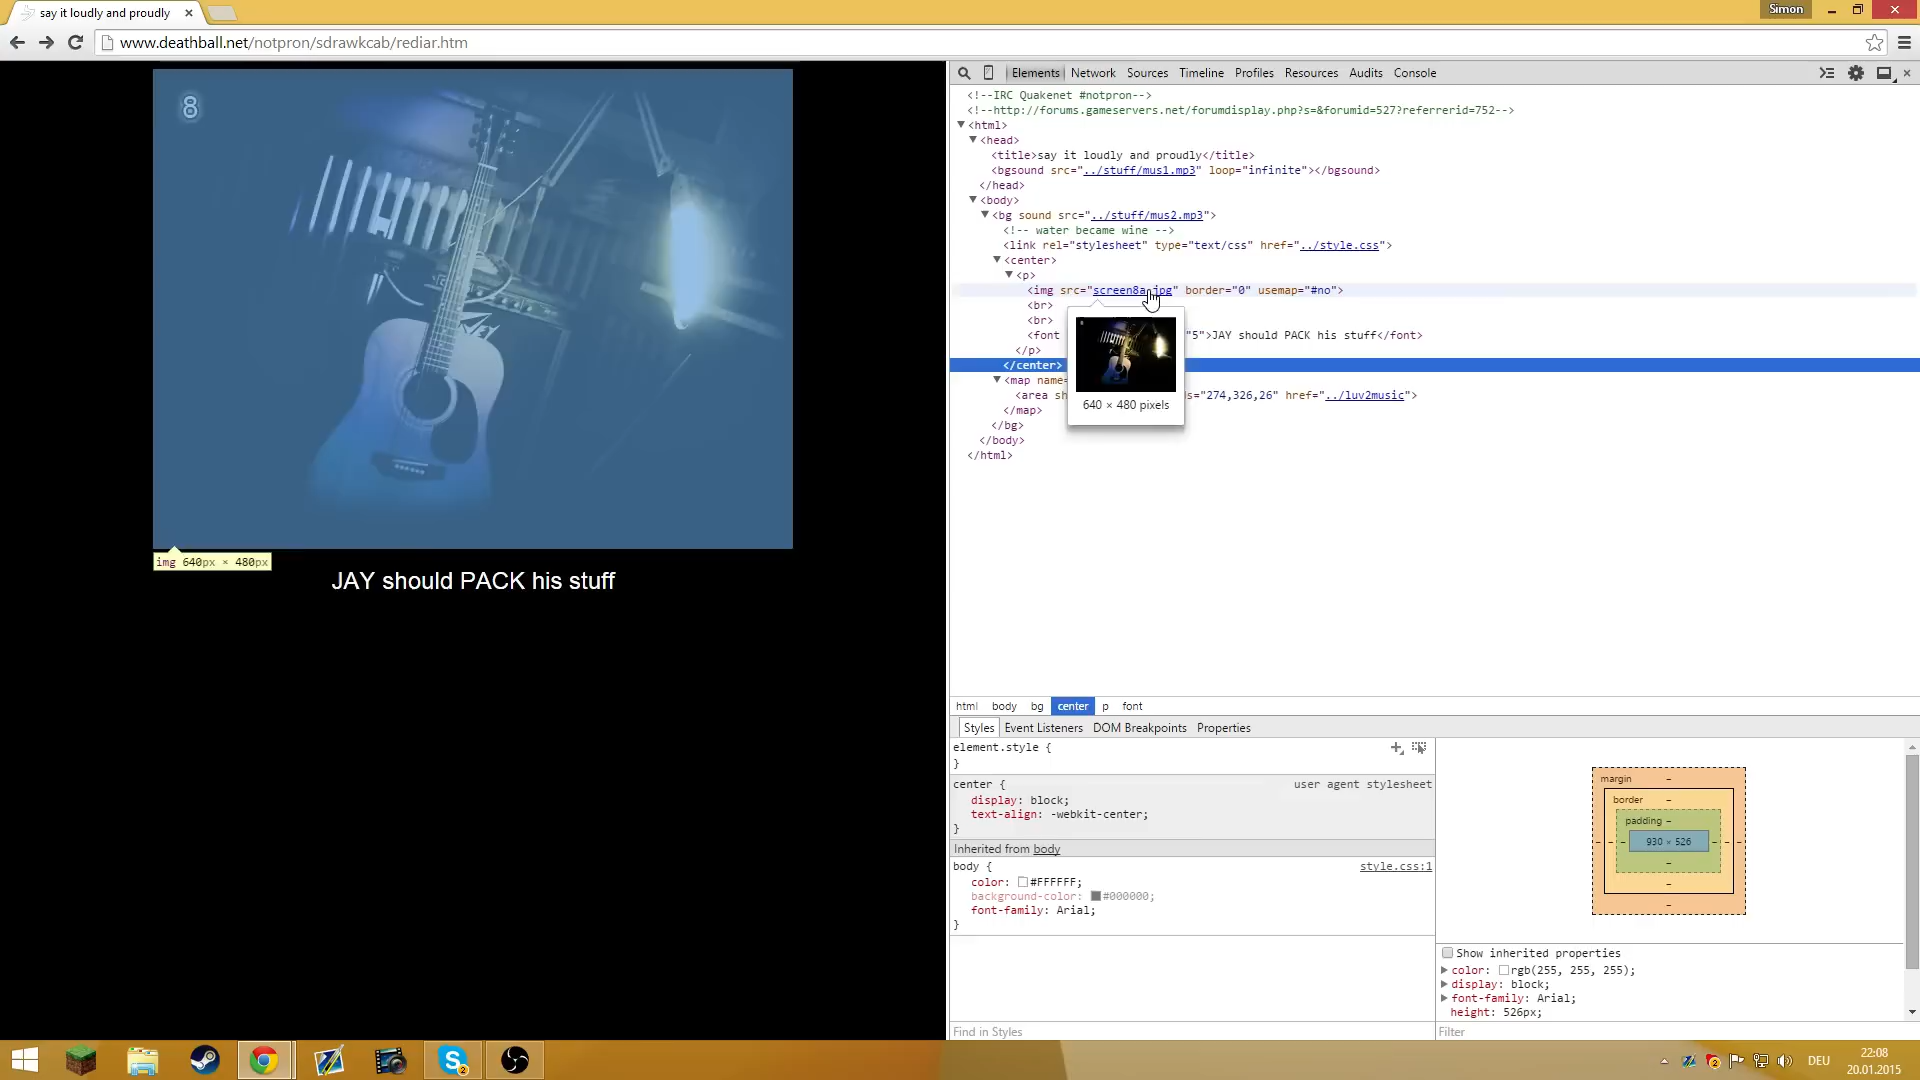 say it loudly and proudly
Simon
www.deathball.net/notpron/sdrawkcab/rediar.htm
8
img 640px × 480px
JAY should PACK his stuff
Elements Network Sources Timeline Profiles Resources Audits Console
<!--IRC Quakenet #notpron-->
<!--http://forums.gameservers.net/forumdisplay.php?s=&forumid=527?referrerid=752-->
<html>
<head>
<title>say it loudly and proudly</title>
<bgsound src="../stuff/mus1.mp3" loop="infinite"></bgsound>
</head>
<body>
<bg sound src="../stuff/mus2.mp3">
<!-- water became wine -->
<link rel="stylesheet" type="text/css" href="../style.css">
<center>
<p>
<img src="screen8a.jpg" border="0" usemap="#no">
<br>
<br>
<font "5">JAY should PACK his stuff</font>
</p>
</center>
<map name=
<area sh ="274,326,26" href="../luv2music">
</map>
</bg>
</body>
</html>
640 × 480 pixels
html body bg center p font
Styles Event Listeners DOM Breakpoints Properties
element.style {
}
center { user agent stylesheet
display: block;
text-align: -webkit-center;
}
Inherited from body
body { style.css:1
color: #FFFFFF;
background-color: #000000;
font-family: Arial;
}
Find in Styles
margin –
border –
padding –
930 × 526
Show inherited properties
color: rgb(255, 255, 255);
display: block;
font-family: Arial;
height: 526px;
Filter
DEU
22:08
20.01.2015